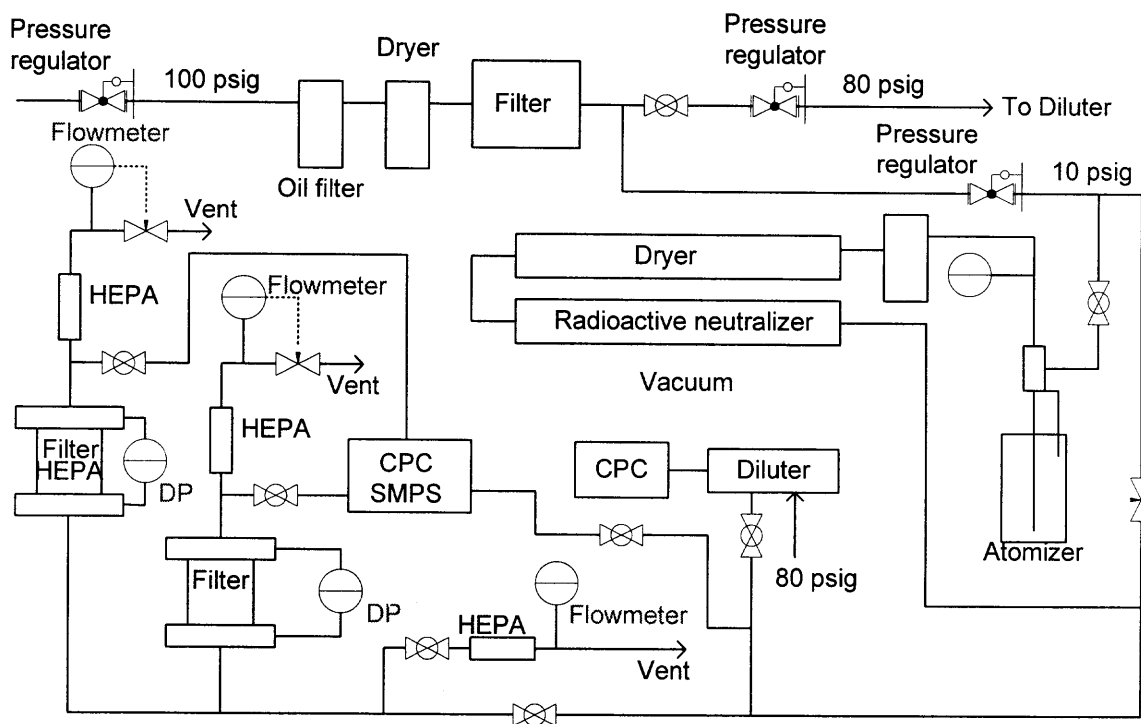 Pressure
regulator
100 psig
Dryer
Filter
Oil filter
Pressure
regulator
80 psig
To Diluter
Pressure
regulator
10 psig
Flowmeter
Vent
HEPA
Flowmeter
Vent
HEPA
Dryer
Radioactive neutralizer
Vacuum
Filter
HEPA
DP
CPC
SMPS
CPC
Diluter
80 psig
Atomizer
Filter
DP
HEPA
Flowmeter
Vent